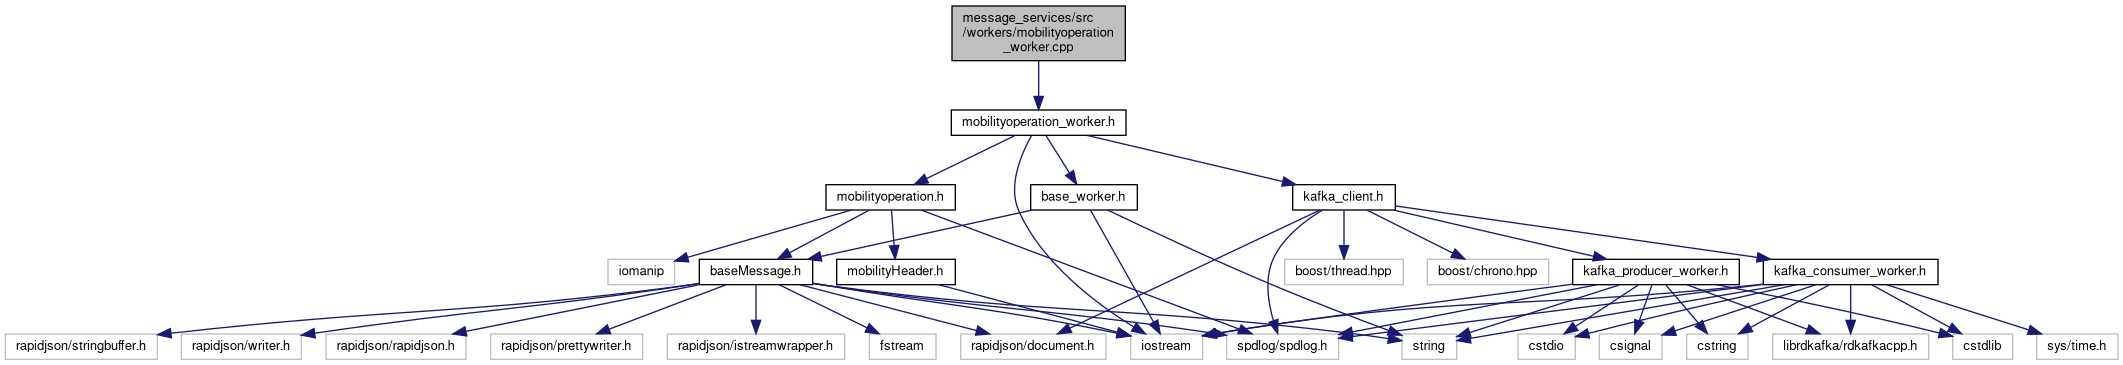 message_services/src
/workers/mobilityoperation
_worker.cpp
mobilityoperation_worker.h
mobilityoperation.h
base_worker.h
kafka_client.h
iomanip
baseMessage.h
mobilityHeader.h
boost/thread.hpp
boost/chrono.hpp
kafka_producer_worker.h
kafka_consumer_worker.h
rapidjson/stringbuffer.h
rapidjson/writer.h
rapidjson/rapidjson.h
rapidjson/prettywriter.h
rapidjson/istreamwrapper.h
fstream
rapidjson/document.h
iostream
spdlog/spdlog.h
string
cstdio
csignal
cstring
librdkafka/rdkafkacpp.h
cstdlib
sys/time.h